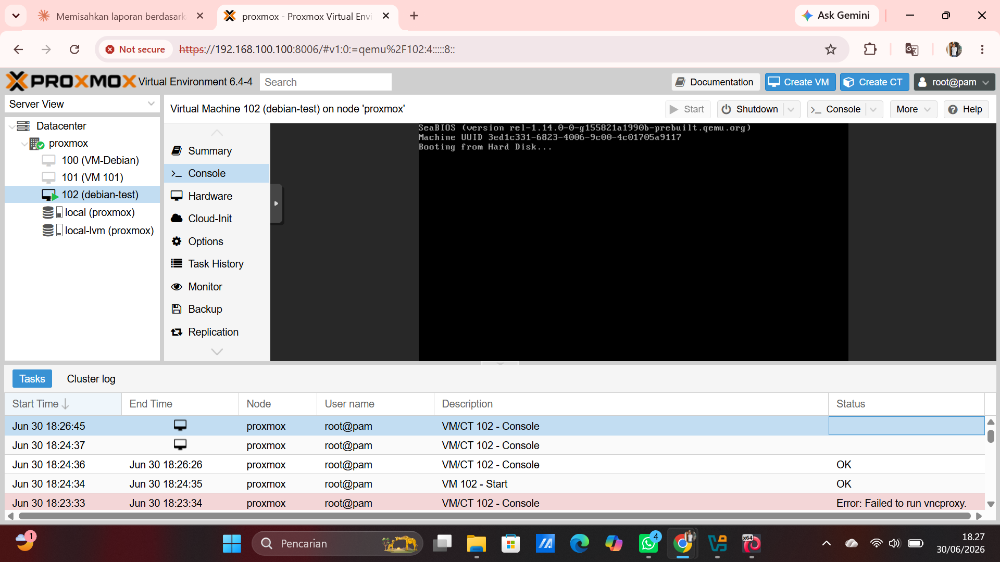 Memisahkan laporan berdasark
proxmox - Proxmox Virtual Envi
Ask Gemini
Not secure
https://192.168.100.100:8006/#v1:0:=qemu%2F102:4:::::8::
PROXMOX Virtual Environment 6.4-4
Search
Documentation
Create VM
Create CT
root@pam
Server View
Virtual Machine 102 (debian-test) on node 'proxmox'
Start
Shutdown
Console
More
Help
Datacenter
proxmox
100 (VM-Debian)
101 (VM 101)
102 (debian-test)
local (proxmox)
local-lvm (proxmox)
Summary
Console
Hardware
Cloud-Init
Options
Task History
Monitor
Backup
Replication
SeaBIOS (version rel-1.14.0-0-g155821a1990b-prebuilt.qemu.org)
Machine UUID 3ed1c331-6823-4006-9c00-4c01705a9117
Booting from Hard Disk...
Tasks
Cluster log
Start Time End Time Node User name Description Status
Jun 30 18:26:45 proxmox root@pam VM/CT 102 - Console
Jun 30 18:24:37 proxmox root@pam VM/CT 102 - Console
Jun 30 18:24:36 Jun 30 18:26:26 proxmox root@pam VM/CT 102 - Console OK
Jun 30 18:24:34 Jun 30 18:24:35 proxmox root@pam VM 102 - Start OK
Jun 30 18:23:33 Jun 30 18:23:34 proxmox root@pam VM/CT 102 - Console Error: Failed to run vncproxy.
1
Pencarian
4
x64
18.27
30/06/2026